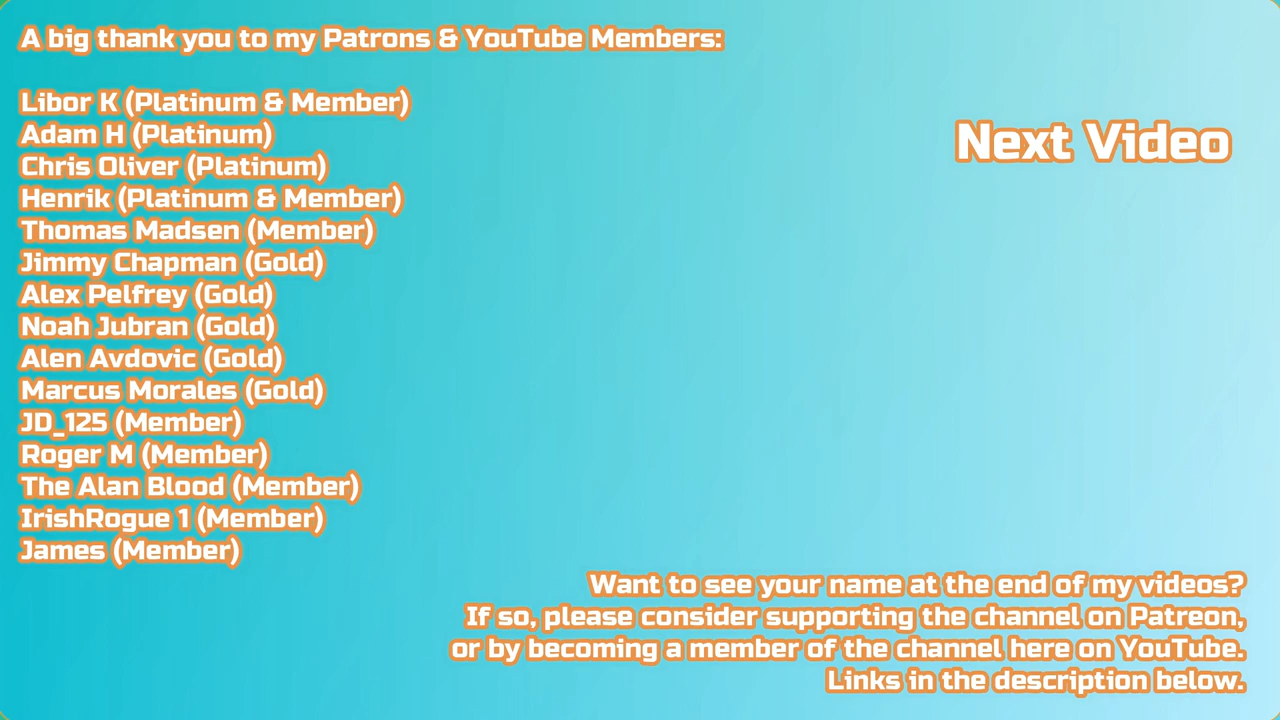 A big thank you to my Patrons & YouTube Members:
Libor K (Platinum & Member)
Adam H (Platinum)
Chris Oliver (Platinum)
Henrik (Platinum & Member)
Thomas Madsen (Member)
Jimmy Chapman (Gold)
Alex Pelfrey (Gold)
Noah Jubran (Gold)
Alen Avdovic (Gold)
Marcus Morales (Gold)
JD_125 (Member)
Roger M (Member)
The Alan Blood (Member)
IrishRogue 1 (Member)
James (Member)
Next Video
Want to see your name at the end of my videos?
If so, please consider supporting the channel on Patreon,
or by becoming a member of the channel here on YouTube.
Links in the description below.